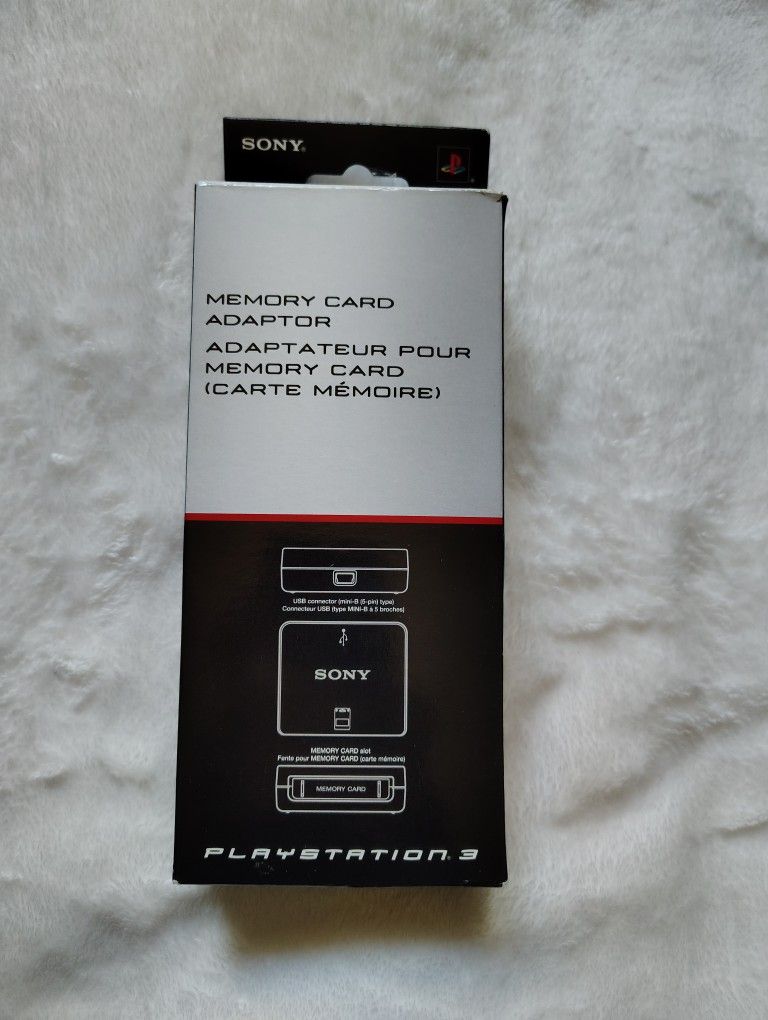 SONY®
MEMORY CARD
ADAPTOR
ADAPTATEUR POUR
MEMORY CARD
(CARTE MÉMOIRE)
USB connector (mini-B (5-pin) type)
Connecteur USB (type MINI-B à 5 broches)
SONY
MEMORY CARD slot
Fente pour MEMORY CARD (carte mémoire)
MEMORY CARD
PLAYSTATION® 3